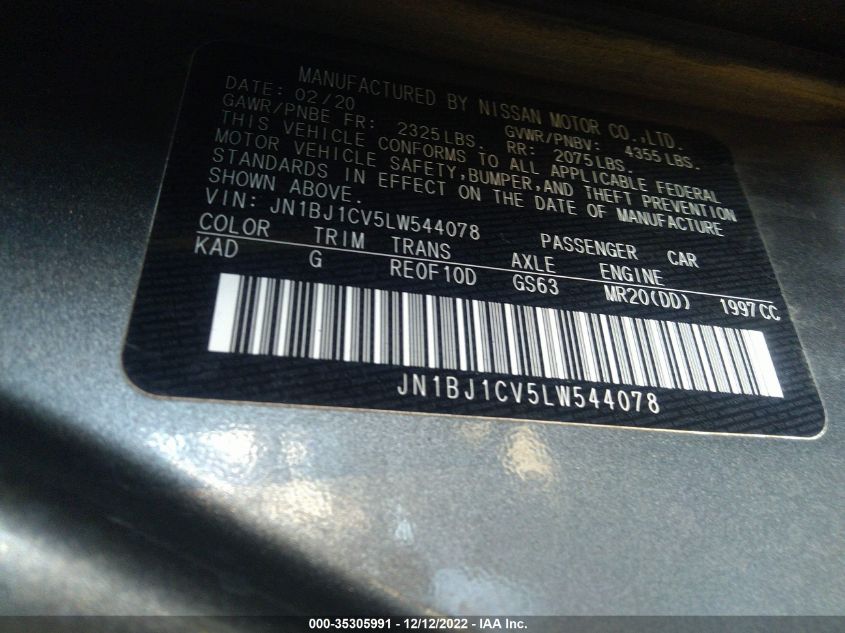 MANUFACTURED BY NISSAN MOTOR CO.,LTD.
DATE: 02/20
GAWR/PNBE FR: 2325LBS. GVWR/PNBV: 4355 LBS.
RR: 2075LBS.
THIS VEHICLE CONFORMS TO ALL APPLICABLE FEDERAL
MOTOR VEHICLE SAFETY,BUMPER,AND THEFT PREVENTION
STANDARDS IN EFFECT ON THE DATE OF MANUFACTURE
SHOWN ABOVE.
VIN: JN1BJ1CV5LW544078 PASSENGER CAR
COLOR TRIM TRANS AXLE ENGINE
KAD G RE0F10D GS63 MR20(DD) 1997CC
JN1BJ1CV5LW544078
000-35305991 - 12/12/2022 - IAA Inc.